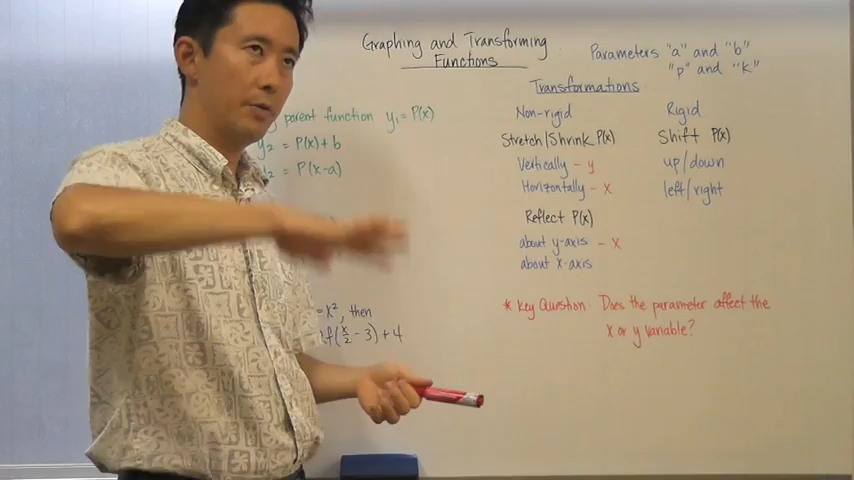 Graphing and Transforming
Functions
Parameters "a" and "b"
"p" and "k"
parent function y₁ = P(x)
y₂ = P(x) + b
= P(x-a)
= x², then
f(x/2 - 3) + 4
Transformations
Non-rigid
Stretch/Shrink P(x)
Vertically - y
Horizontally - x
Reflect P(x)
about y-axis - x
about x-axis
Rigid
Shift P(x)
up/down
left/right
* Key Question: Does the parameter affect the
x or y variable?